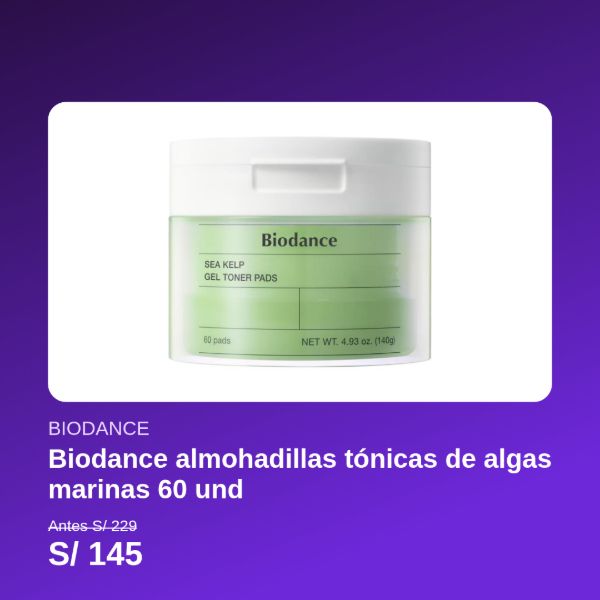 Biodance
SEA KELP
GEL TONER PADS
60 pads
NET WT. 4.93 oz. (140g)
BIODANCE
Biodance almohadillas tónicas de algas
marinas 60 und
Antes S/ 229
S/ 145